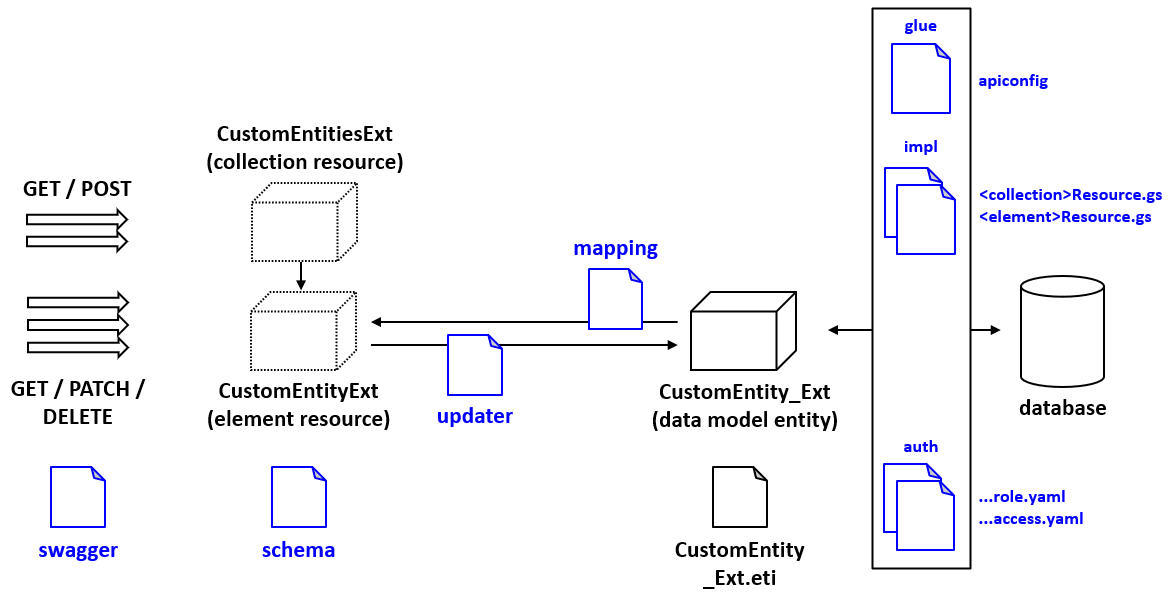 glue
apiconfig
CustomEntitiesExt
(collection resource)
impl
GET / POST
<collection>Resource.gs
<element>Resource.gs
mapping
GET / PATCH /
DELETE
CustomEntityExt
(element resource)
updater
CustomEntity_Ext
(data model entity)
database
auth
...role.yaml
...access.yaml
swagger
schema
CustomEntity
_Ext.eti